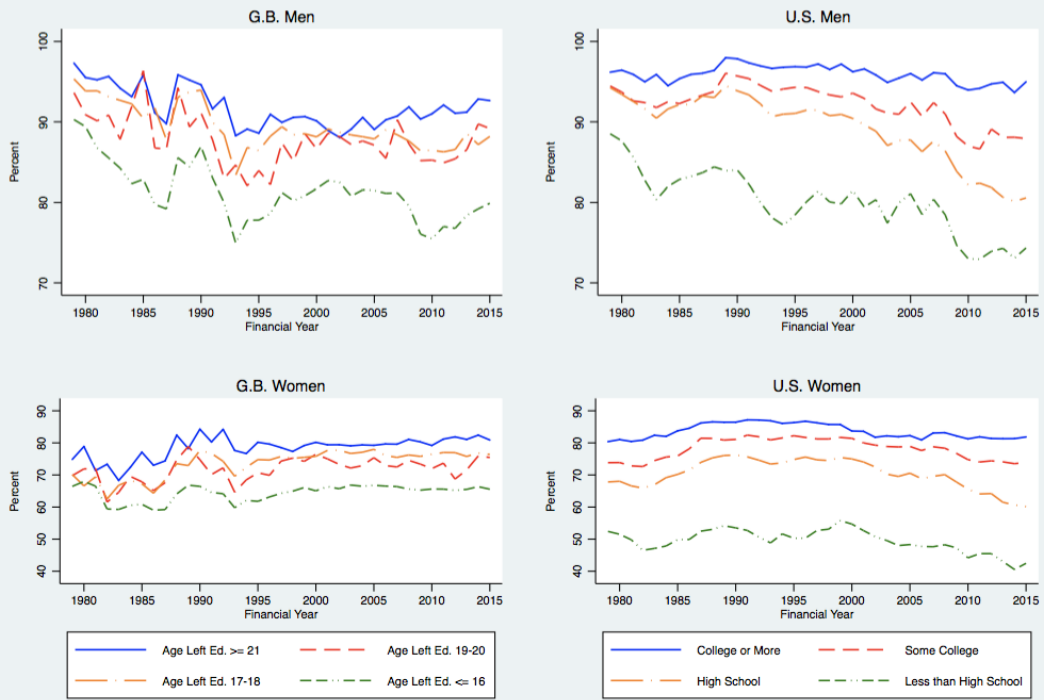 G.B. Men
100
90
80
70
Percent
1980 1985 1990 1995 2000 2005 2010 2015
Financial Year
U.S. Men
100
90
80
70
Percent
1980 1985 1990 1995 2000 2005 2010 2015
Financial Year
G.B. Women
90
80
70
60
50
40
Percent
1980 1985 1990 1995 2000 2005 2010 2015
Financial Year
U.S. Women
90
80
70
60
50
40
Percent
1980 1985 1990 1995 2000 2005 2010 2015
Financial Year
Age Left Ed. >= 21 Age Left Ed. 19-20
Age Left Ed. 17-18 Age Left Ed. <= 16
College or More Some College
High School Less than High School